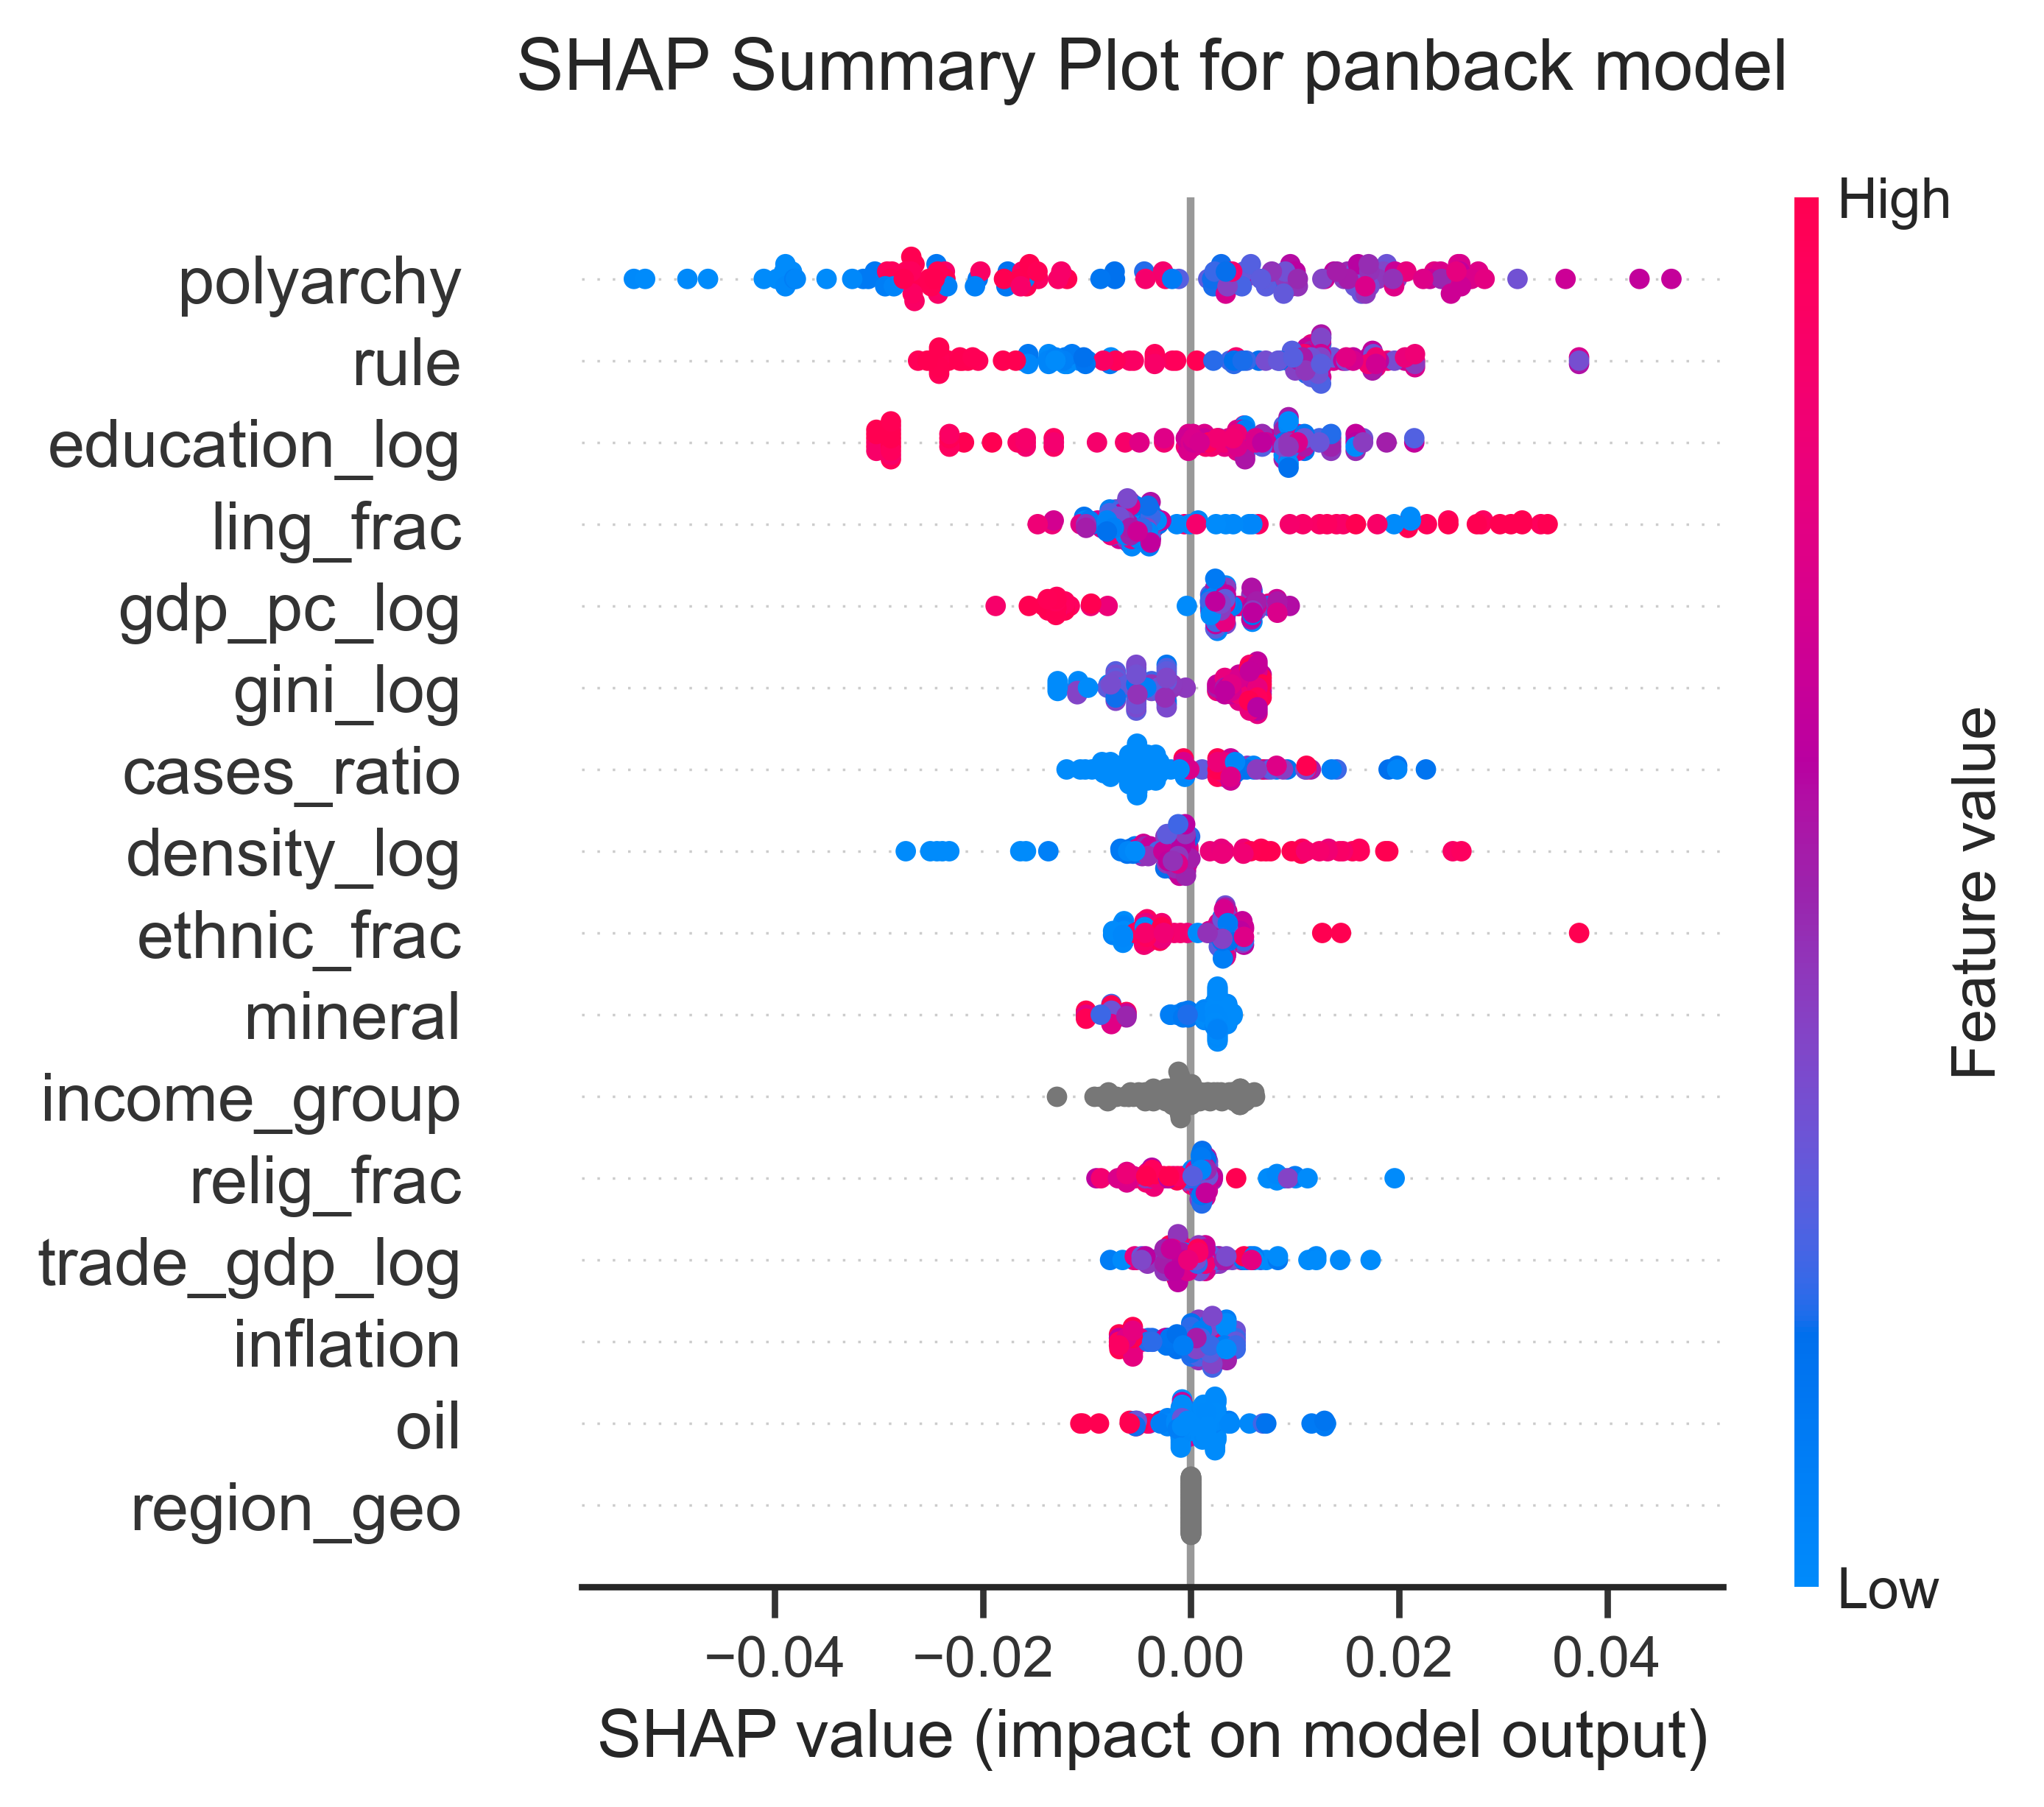 SHAP Summary Plot for panback model
High
polyarchy
rule
education_log
ling_frac
gdp_pc_log
gini_log
cases_ratio
density_log
ethnic_frac
mineral
income_group
relig_frac
trade_gdp_log
inflation
oil
region_geo
Feature value
Low
−0.04 −0.02 0.00 0.02 0.04
SHAP value (impact on model output)